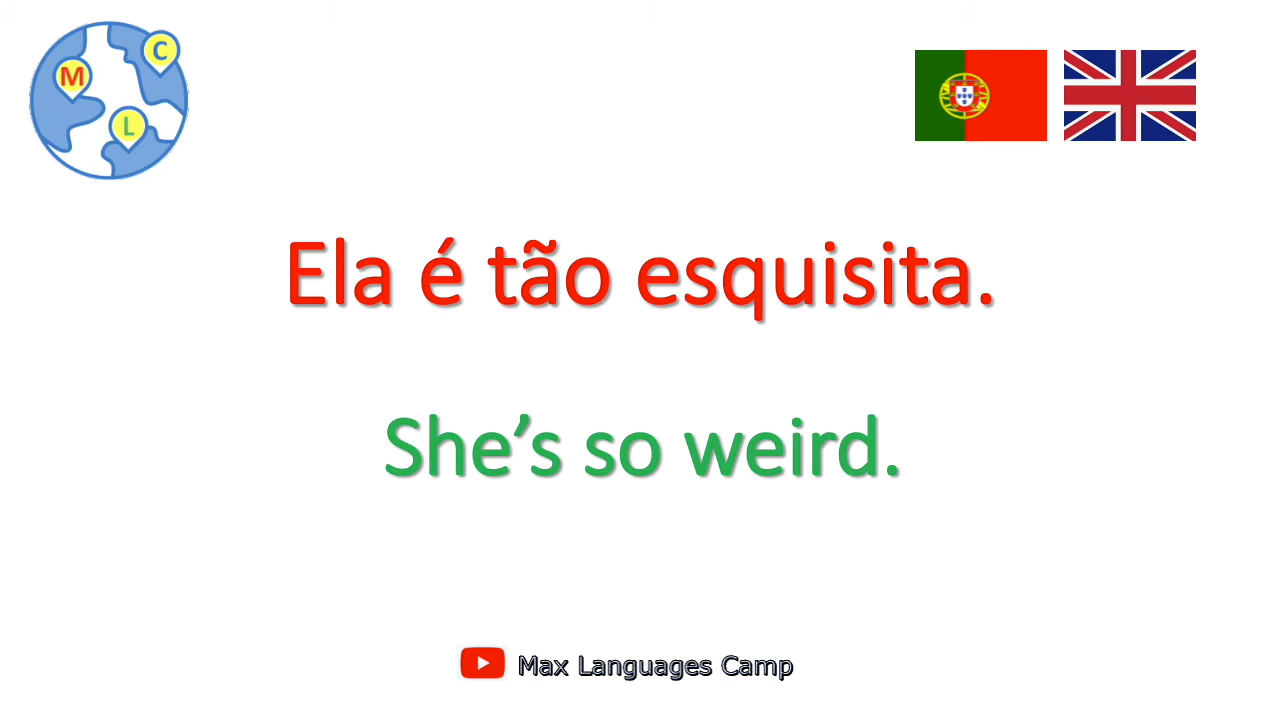 M
C
L
Ela é tão esquisita.
She’s so weird.
Max Languages Camp